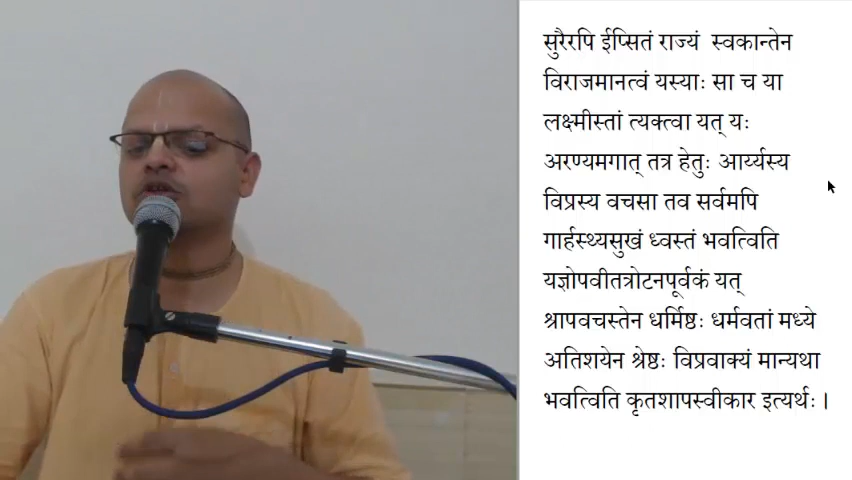 सुरैरपि ईप्सितं राज्यं स्वकान्तेन
विराजमानत्वं यस्याः सा च या
लक्ष्मीस्तां त्यक्त्वा यत् यः
अरण्यमगात् तत्र हेतुः आर्य्यस्य
विप्रस्य वचसा तव सर्वमपि
गार्हस्थ्यसुखं ध्वस्तं भवत्विति
यज्ञोपवीतत्रोटनपूर्वकं यत्
श्रापवचस्तेन धर्मिष्ठः धर्मवतां मध्ये
अतिशयेन श्रेष्ठः विप्रवाक्यं मान्यथा
भवत्विति कृतशापस्वीकार इत्यर्थः ।